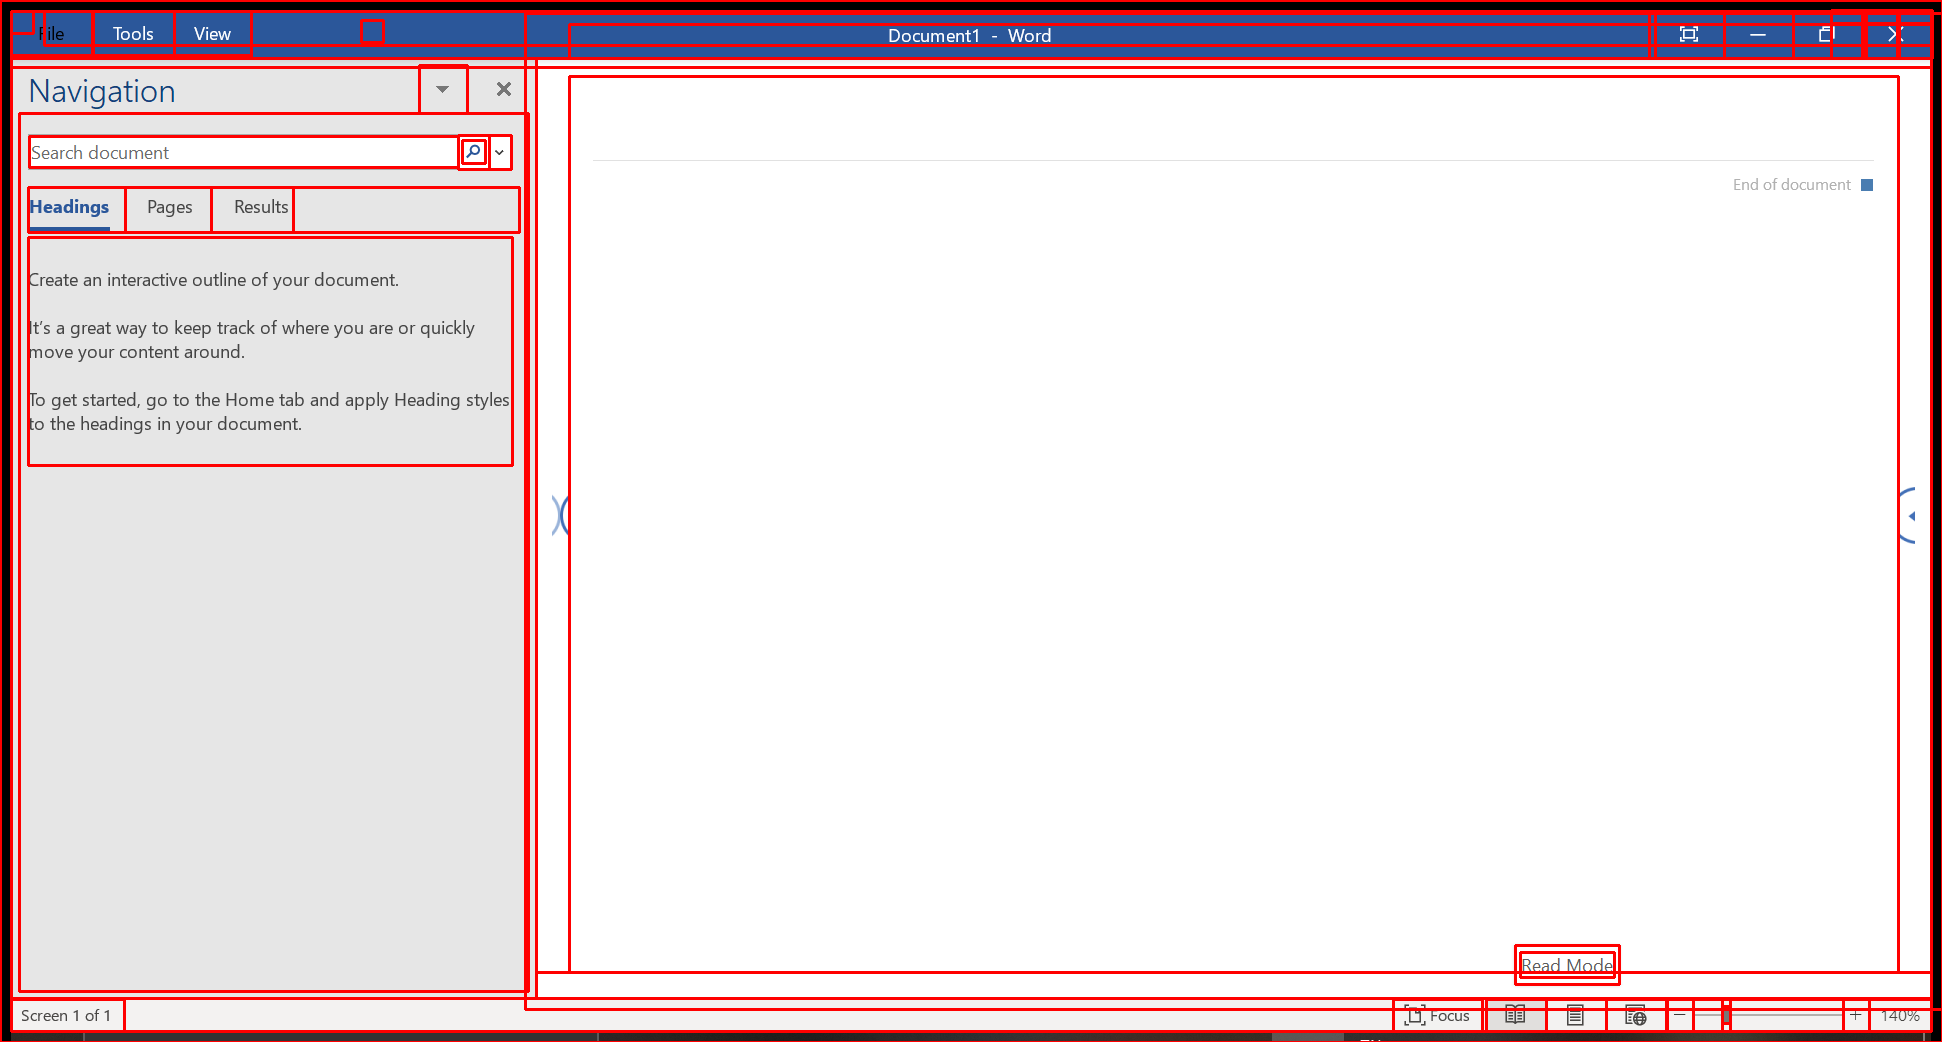 File Tools View Document1 - Word
Navigation
Search document
Headings Pages Results
End of document
Create an interactive outline of your document.
It's a great way to keep track of where you are or quickly
move your content around.
To get started, go to the Home tab and apply Heading styles
to the headings in your document.
Read Mode
Screen 1 of 1 Focus 140%